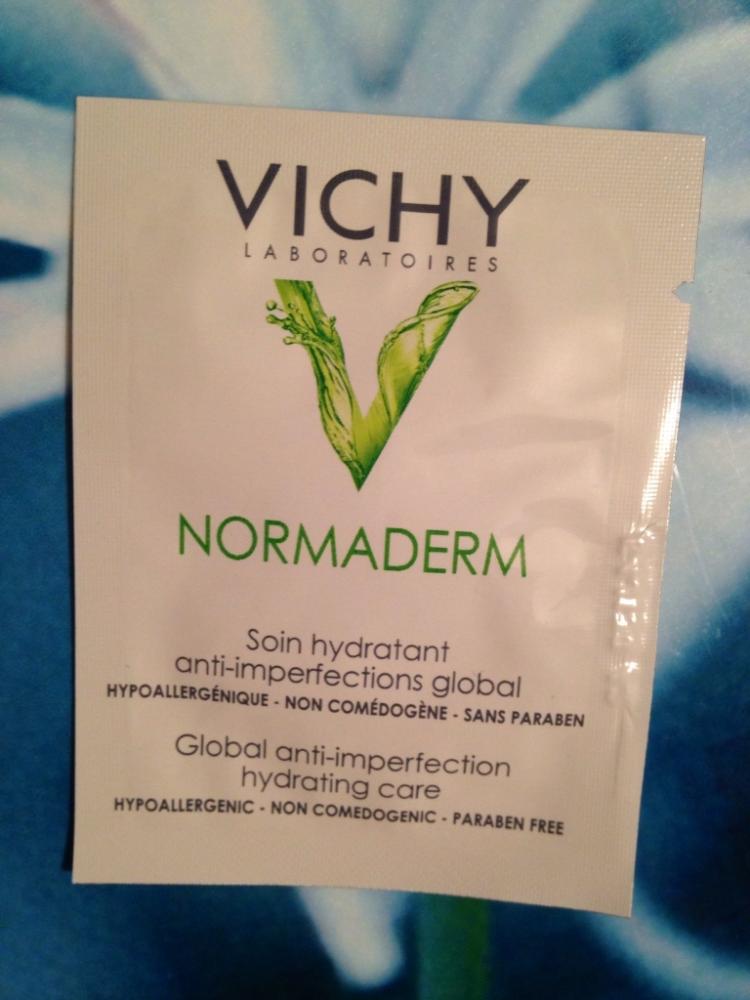 VICHY
LABORATOIRES
NORMADERM
Soin hydratant
anti-imperfections global
HYPOALLERGÉNIQUE - NON COMÉDOGÈNE - SANS PARABEN
Global anti-imperfection
hydrating care
HYPOALLERGENIC - NON COMEDOGENIC - PARABEN FREE